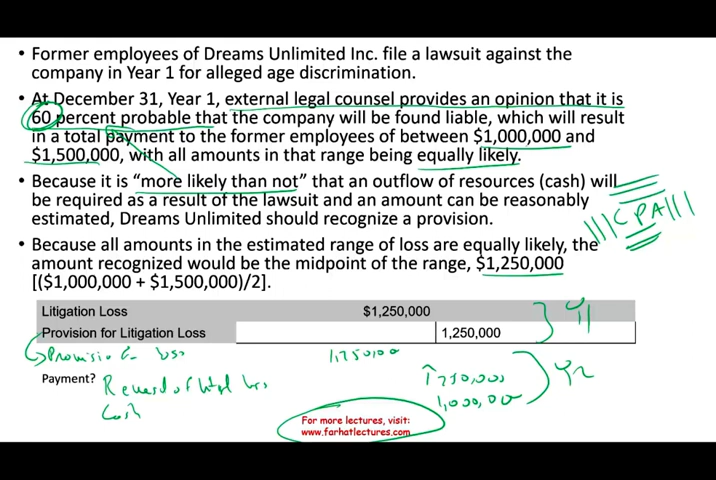 • Former employees of Dreams Unlimited Inc. file a lawsuit against the
company in Year 1 for alleged age discrimination.
• At December 31, Year 1, external legal counsel provides an opinion that it is
60 percent probable that the company will be found liable, which will result
in a total payment to the former employees of between $1,000,000 and
$1,500,000, with all amounts in that range being equally likely.
• Because it is “more likely than not” that an outflow of resources (cash) will
be required as a result of the lawsuit and an amount can be reasonably
estimated, Dreams Unlimited should recognize a provision.
CPA
• Because all amounts in the estimated range of loss are equally likely, the
amount recognized would be the midpoint of the range, $1,250,000
[($1,000,000 + $1,500,000)/2].
Litigation Loss $1,250,000
Provision for Litigation Loss 1,250,000
Y1
Provision loss
Payment? of loss
Cash 1,000,000
Y2
For more lectures, visit:
www.farhatlectures.com